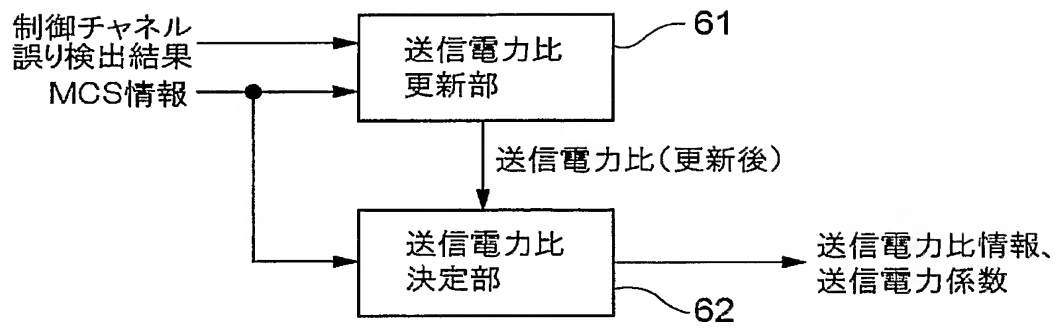 制御チャネル
誤り検出結果
MCS情報
送信電力比
更新部
61
送信電力比(更新後)
送信電力比
決定部
62
送信電力比情報、
送信電力係数